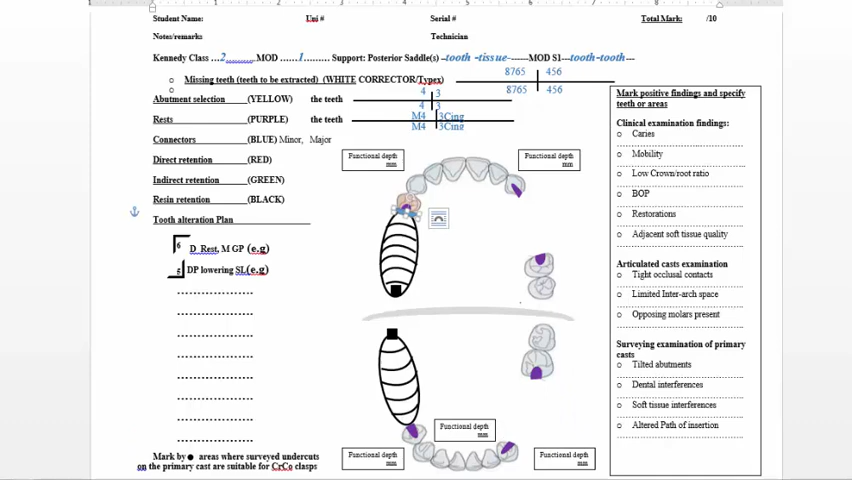 1 2 3 4 5 6 7 8
Student Name: Uni # Serial # Total Mark: /10
Notes/remarks: Technician
Kennedy Class ...2......... MOD ......1......... Support: Posterior Saddle(s) –tooth -tissue-------MOD S1---tooth-tooth---
o Missing teeth (teeth to be extracted) (WHITE CORRECTOR/Typex)
8765 456
o
8765 456
Abutment selection (YELLOW) the teeth
4 3
4 3
Rests (PURPLE) the teeth
M4 3Cing
M4 3Cing
Connectors (BLUE) Minor, Major
Direct retention (RED)
Indirect retention (GREEN)
Resin retention (BLACK)
Tooth alteration Plan
6 D Rest, M GP (e.g)
5 DP lowering SL(e.g)
Mark by ● areas where surveyed undercuts
on the primary cast are suitable for CrCo clasps
Functional depth
mm
Functional depth
mm
Functional depth
mm
Functional depth
mm
Functional depth
mm
Mark positive findings and specify
teeth or areas
Clinical examination findings:
o Caries
o Mobility
o Low Crown/root ratio
o BOP
o Restorations
o Adjacent soft tissue quality
Articulated casts examination
o Tight occlusal contacts
o Limited Inter-arch space
o Opposing molars present
Surveying examination of primary
casts
o Tilted abutments
o Dental interferences
o Soft tissue interferences
o Altered Path of insertion